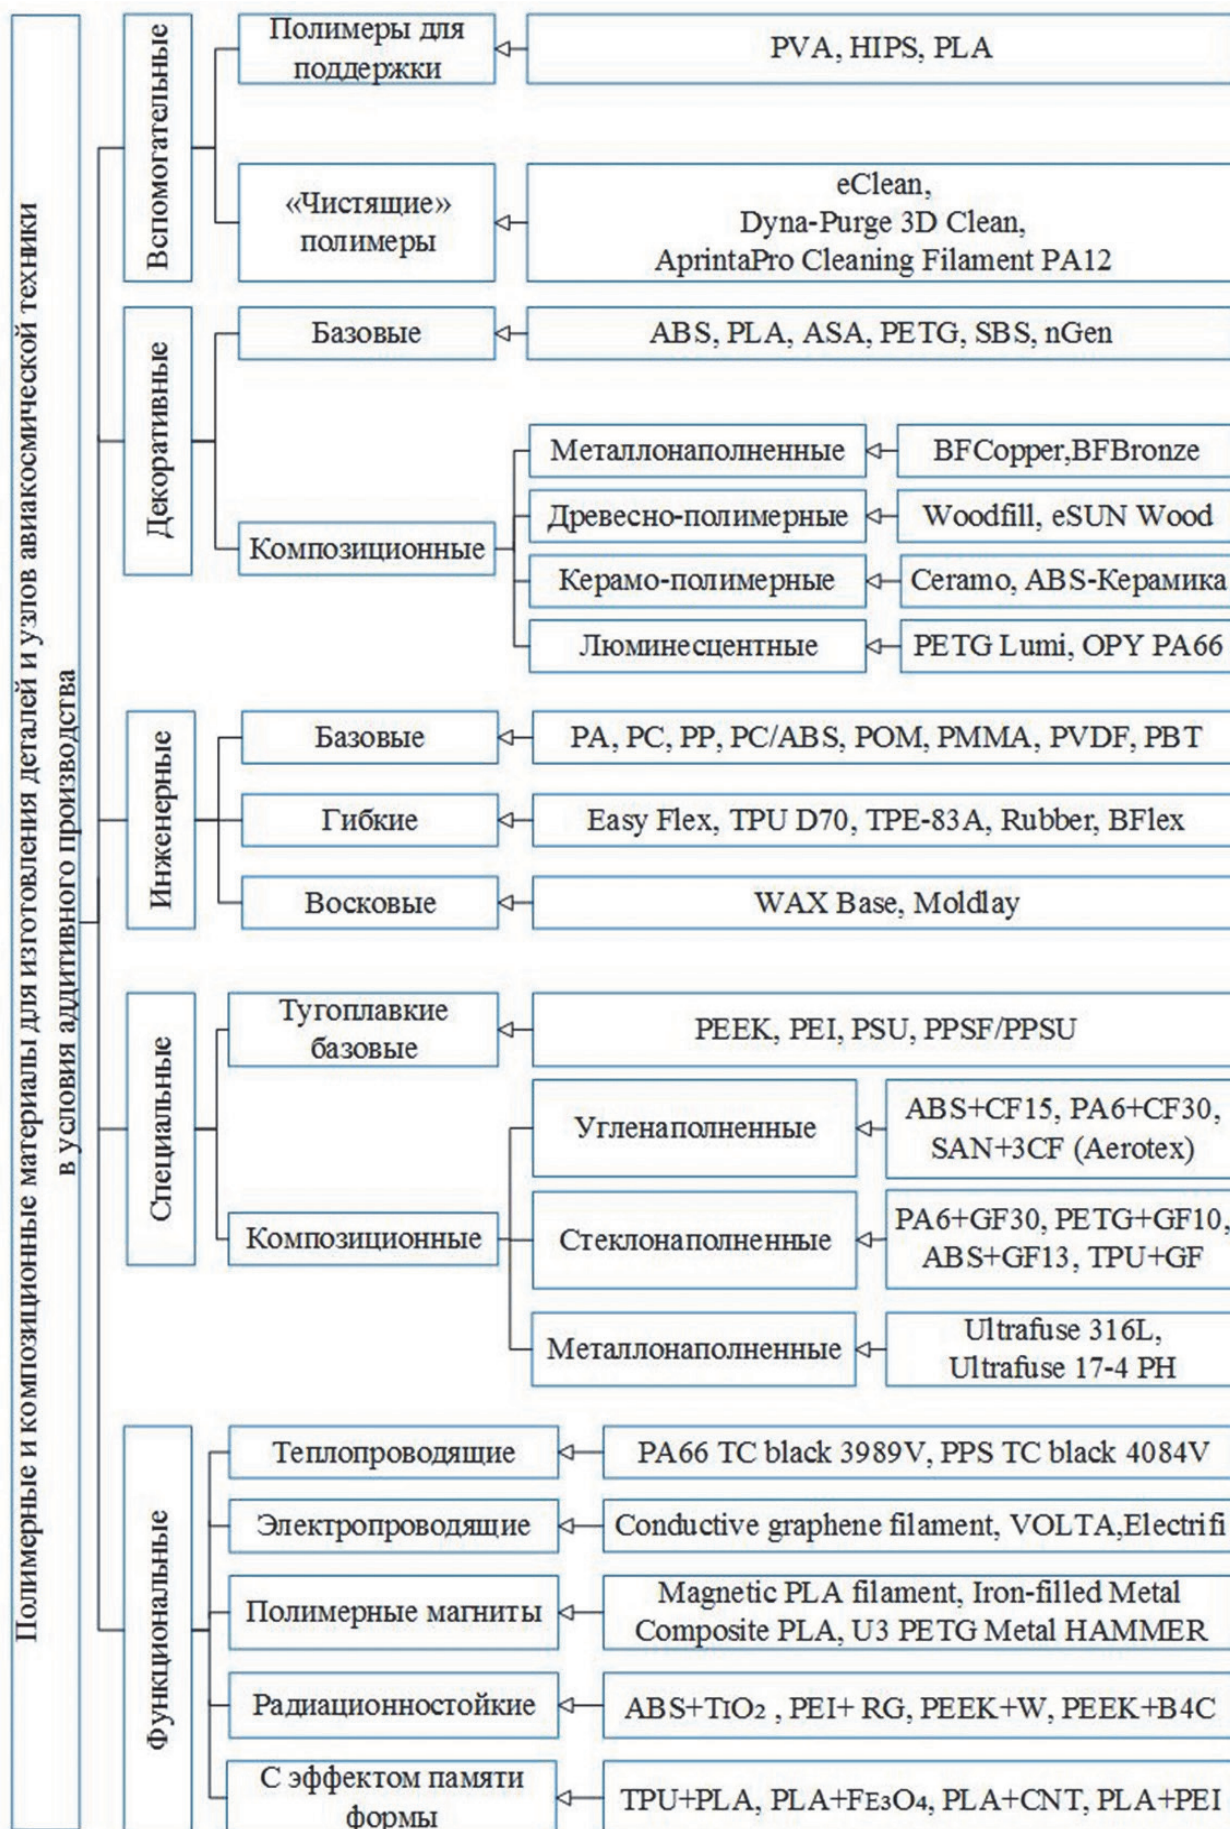 Полимерные и композиционные материалы для изготовления деталей и узлов авиакосмической техники
в условия аддитивного производства
Вспомогательные
Полимеры для
поддержки
PVA, HIPS, PLA
«Чистящие»
полимеры
eClean,
Dyna-Purge 3D Clean,
AprintaPro Cleaning Filament PA12
Декоративные
Базовые
ABS, PLA, ASA, PETG, SBS, nGen
Композиционные
Металлонаполненные
BFCopper,BFBronze
Древесно-полимерные
Woodfill, eSUN Wood
Керамо-полимерные
Ceramo, ABS-Керамика
Люминесцентные
PETG Lumi, OPY PA66
Инженерные
Базовые
PA, PC, PP, PC/ABS, POM, PMMA, PVDF, PBT
Гибкие
Easy Flex, TPU D70, TPE-83A, Rubber, BFlex
Восковые
WAX Base, Moldlay
Специальные
Тугоплавкие
базовые
PEEK, PEI, PSU, PPSF/PPSU
Композиционные
Угленаполненные
ABS+CF15, PA6+CF30,
SAN+3CF (Aerotex)
Стеклонаполненные
PA6+GF30, PETG+GF10,
ABS+GF13, TPU+GF
Металлонаполненные
Ultrafuse 316L,
Ultrafuse 17-4 PH
Функциональные
Теплопроводящие
PA66 TC black 3989V, PPS TC black 4084V
Электропроводящие
Conductive graphene filament, VOLTA,Electrifi
Полимерные магниты
Magnetic PLA filament, Iron-filled Metal
Composite PLA, U3 PETG Metal HAMMER
Радиационностойкие
ABS+TIO2 , PEI+ RG, PEEK+W, PEEK+B4C
С эффектом памяти
формы
TPU+PLA, PLA+FE3O4, PLA+CNT, PLA+PEI